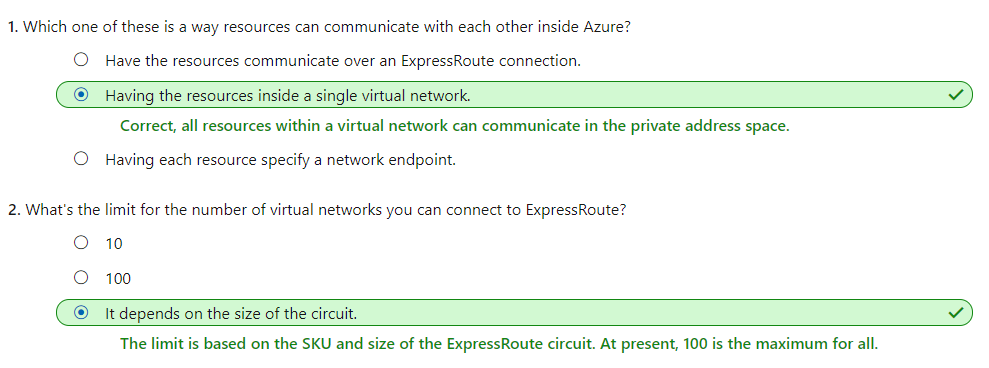 1. Which one of these is a way resources can communicate with each other inside Azure?
Have the resources communicate over an ExpressRoute connection.
Having the resources inside a single virtual network.
Correct, all resources within a virtual network can communicate in the private address space.
Having each resource specify a network endpoint.
2. What's the limit for the number of virtual networks you can connect to ExpressRoute?
10
100
It depends on the size of the circuit.
The limit is based on the SKU and size of the ExpressRoute circuit. At present, 100 is the maximum for all.